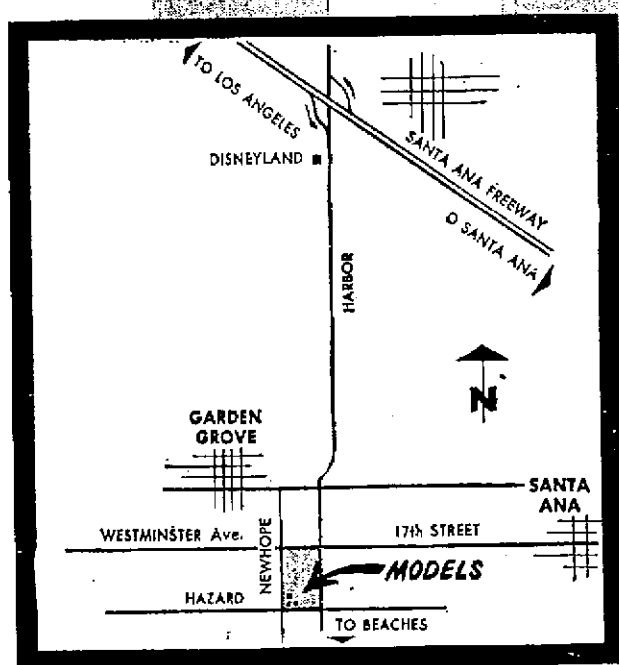 TO LOS ANGELES
DISNEYLAND
SANTA ANA FREEWAY
O SANTA ANA
HARBOR
N
GARDEN
GROVE
SANTA
ANA
WESTMINSTER Ave.
17th STREET
NEWHOPE
MODELS
HAZARD
TO BEACHES